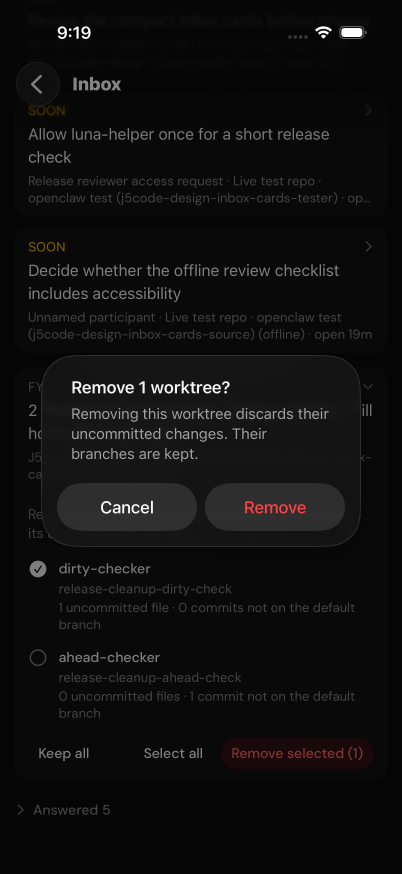 9:19
Inbox
SOON
Allow luna-helper once for a short release
check
Release reviewer access request · Live test repo ·
openclaw test (j5code-design-inbox-cards-tester) · op...
SOON
Decide whether the offline review checklist
includes accessibility
Unnamed participant · Live test repo · openclaw test
(j5code-design-inbox-cards-source) (offline) · open 19m
Remove 1 worktree?
Removing this worktree discards their
uncommitted changes. Their
branches are kept.
Cancel
Remove
dirty-checker
release-cleanup-dirty-check
1 uncommitted file · 0 commits not on the default
branch
ahead-checker
release-cleanup-ahead-check
0 uncommitted files · 1 commit not on the default
branch
Keep all
Select all
Remove selected (1)
Answered 5